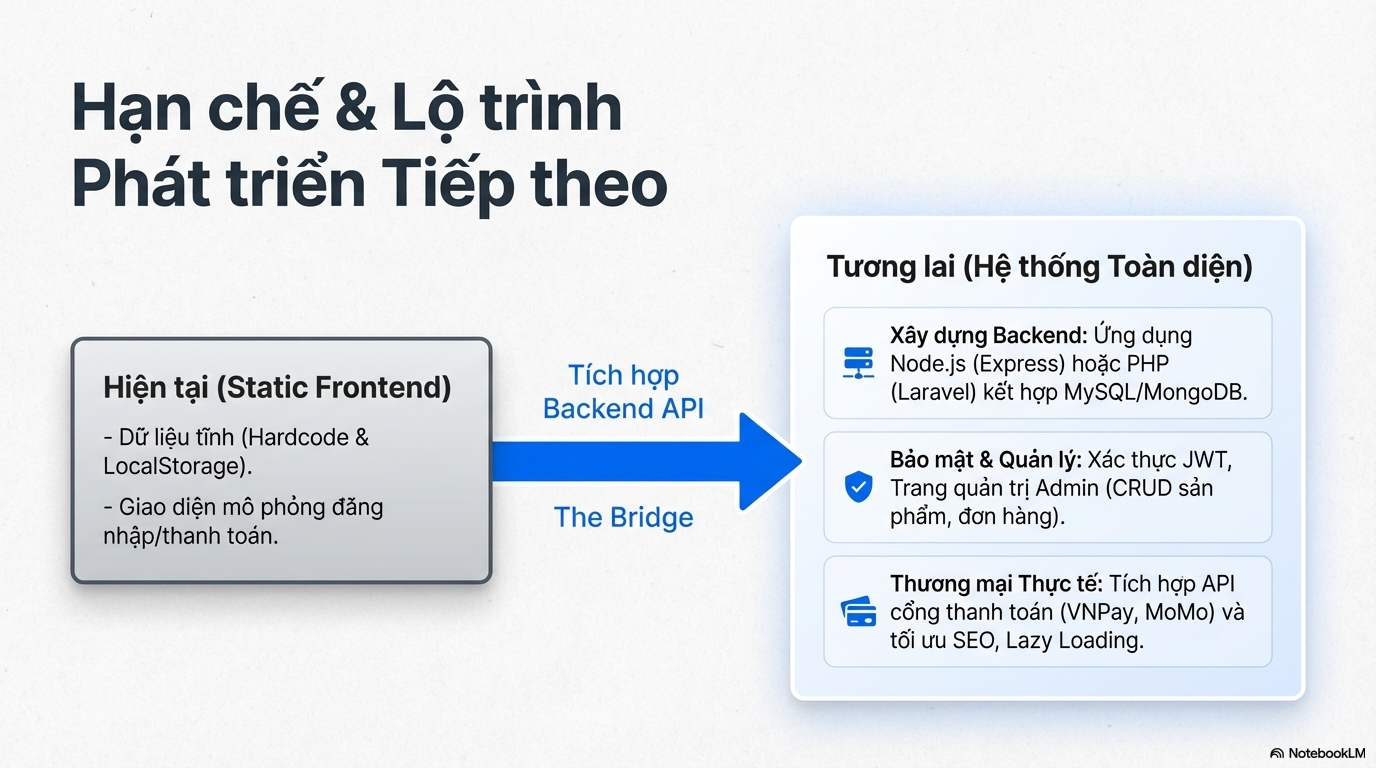 Hạn chế & Lộ trình
Phát triển Tiếp theo
Hiện tại (Static Frontend)
- Dữ liệu tĩnh (Hardcode &
LocalStorage).
- Giao diện mô phỏng đăng
nhập/thanh toán.
Tích hợp
Backend API
The Bridge
Tương lai (Hệ thống Toàn diện)
Xây dựng Backend: Ứng dụng
Node.js (Express) hoặc PHP
(Laravel) kết hợp MySQL/MongoDB.
Bảo mật & Quản lý: Xác thực JWT,
Trang quản trị Admin (CRUD sản
phẩm, đơn hàng).
Thương mại Thực tế: Tích hợp API
cổng thanh toán (VNPay, MoMo) và
tối ưu SEO, Lazy Loading.
NotebookLM